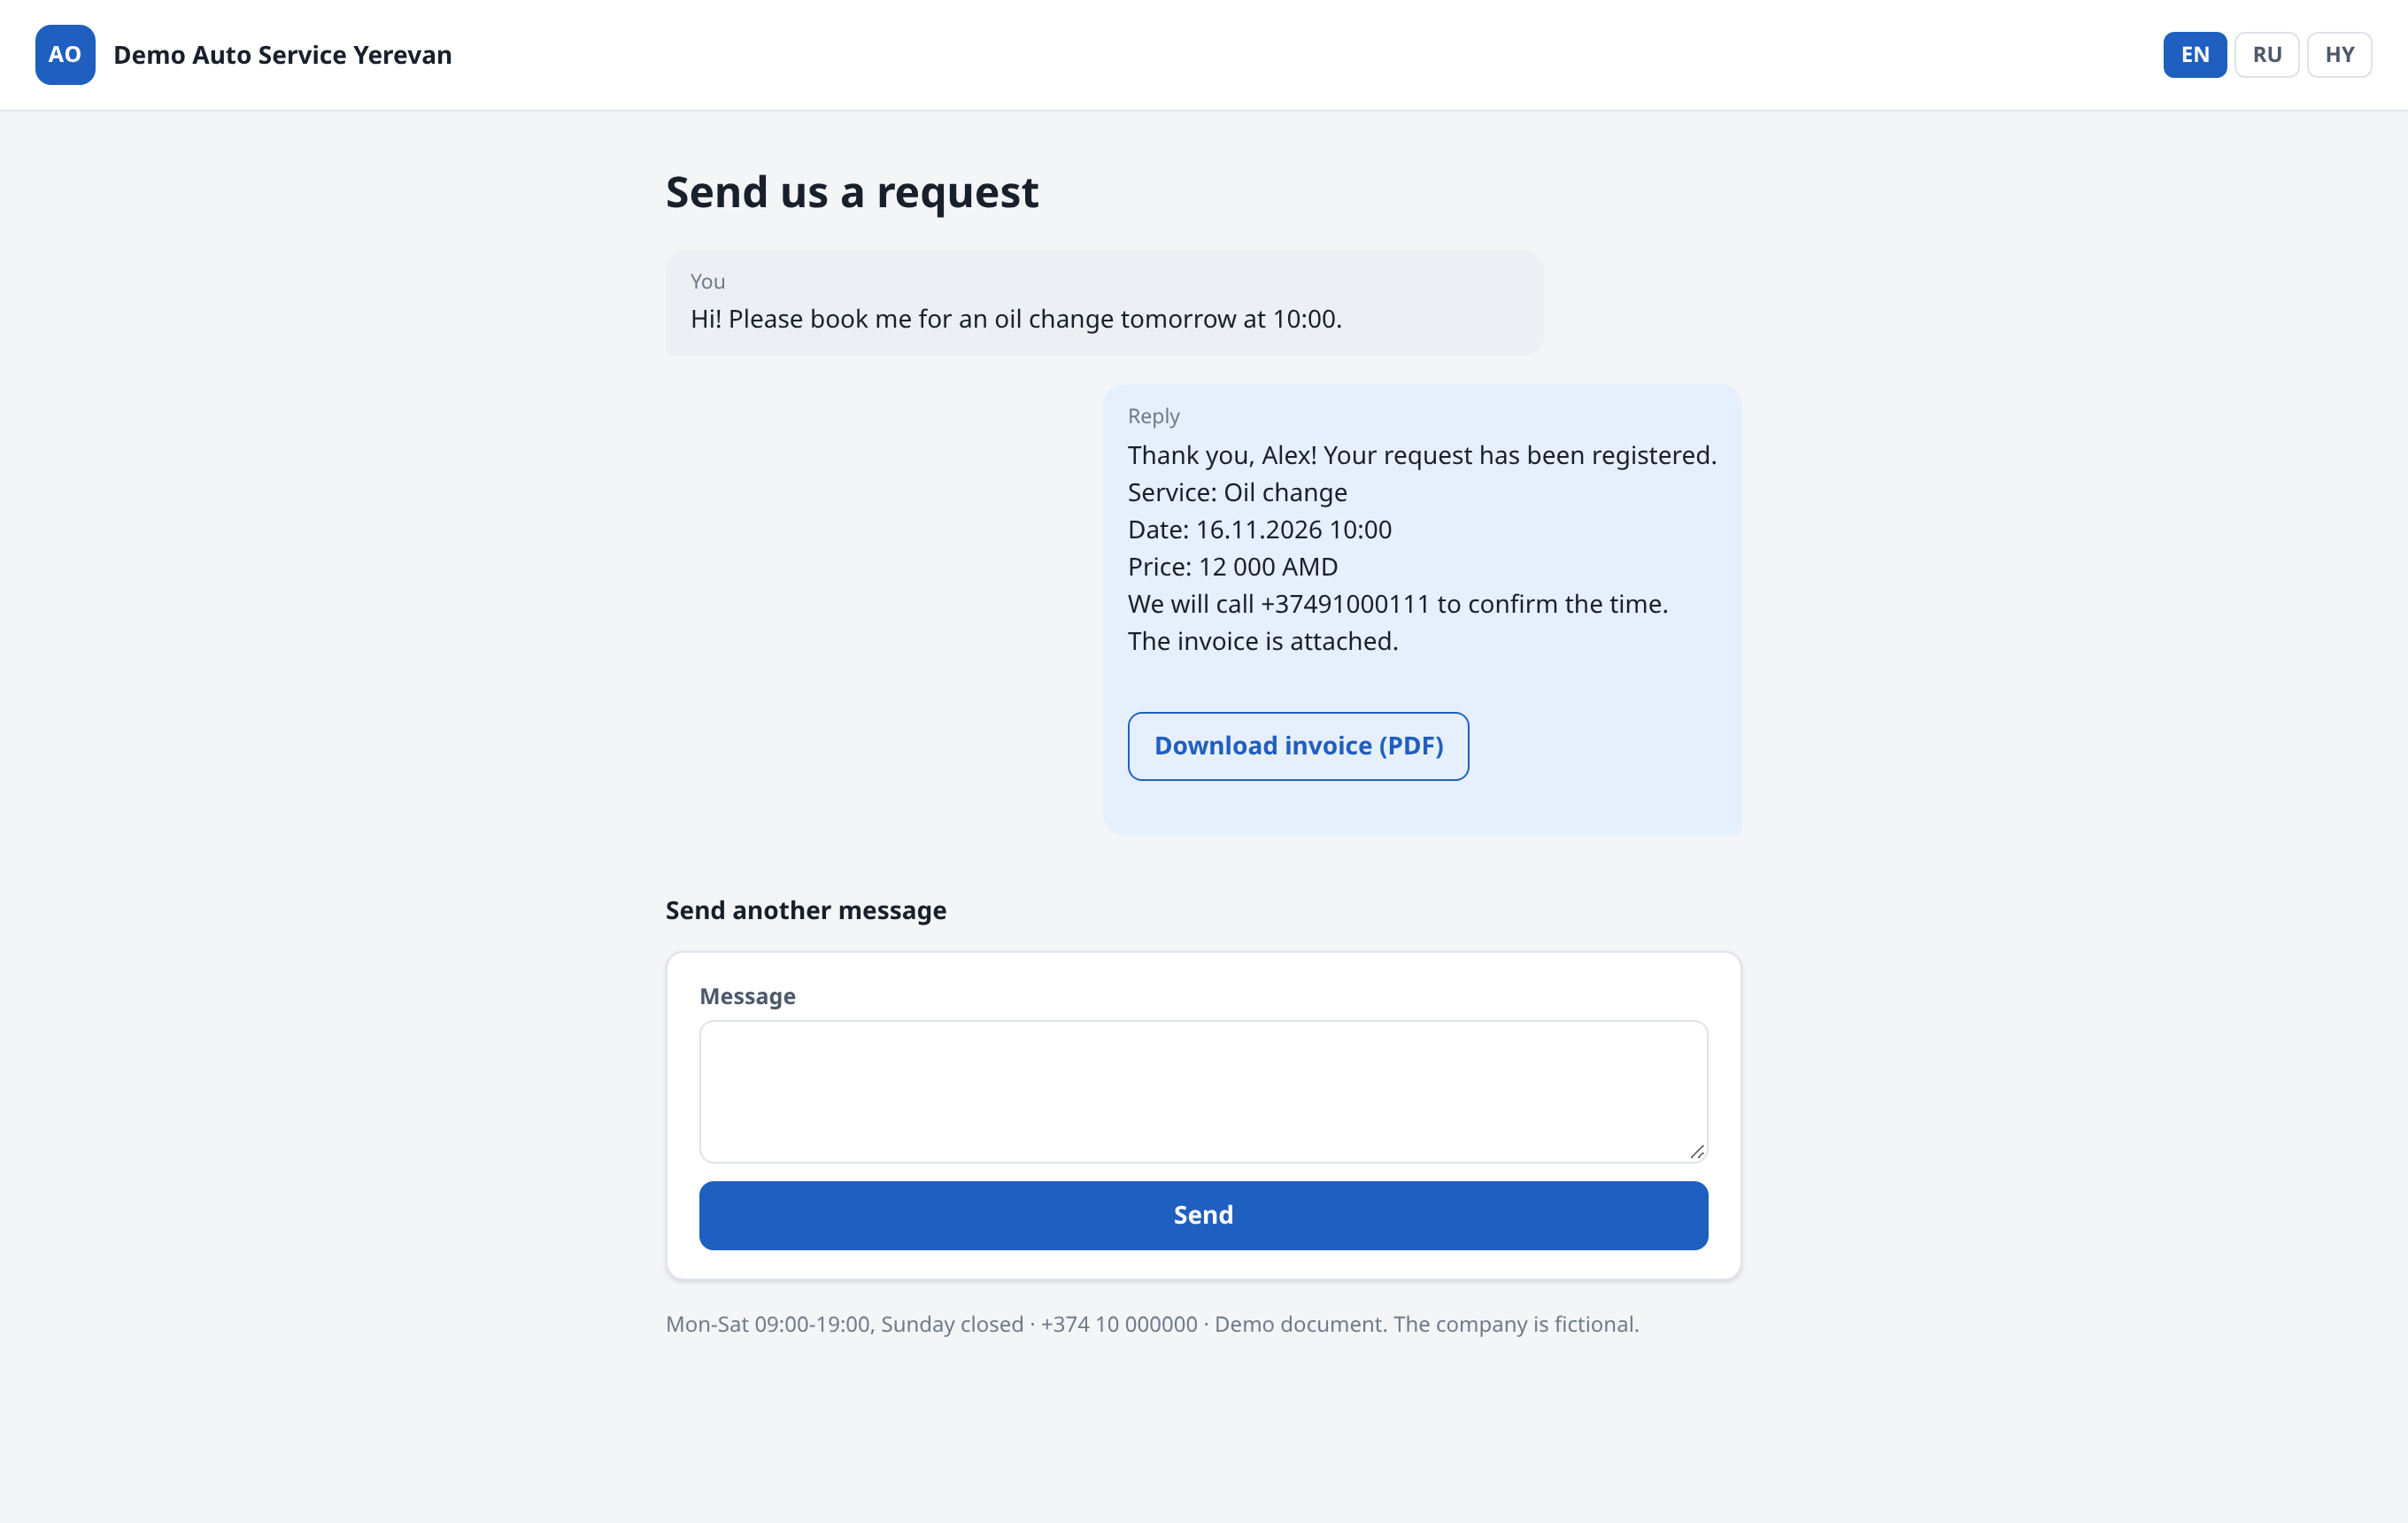 AO
Demo Auto Service Yerevan
EN
RU
HY
Send us a request
You
Hi! Please book me for an oil change tomorrow at 10:00.
Reply
Thank you, Alex! Your request has been registered.
Service: Oil change
Date: 16.11.2026 10:00
Price: 12 000 AMD
We will call +37491000111 to confirm the time.
The invoice is attached.
Download invoice (PDF)
Send another message
Message
Send
Mon-Sat 09:00-19:00, Sunday closed · +374 10 000000 · Demo document. The company is fictional.